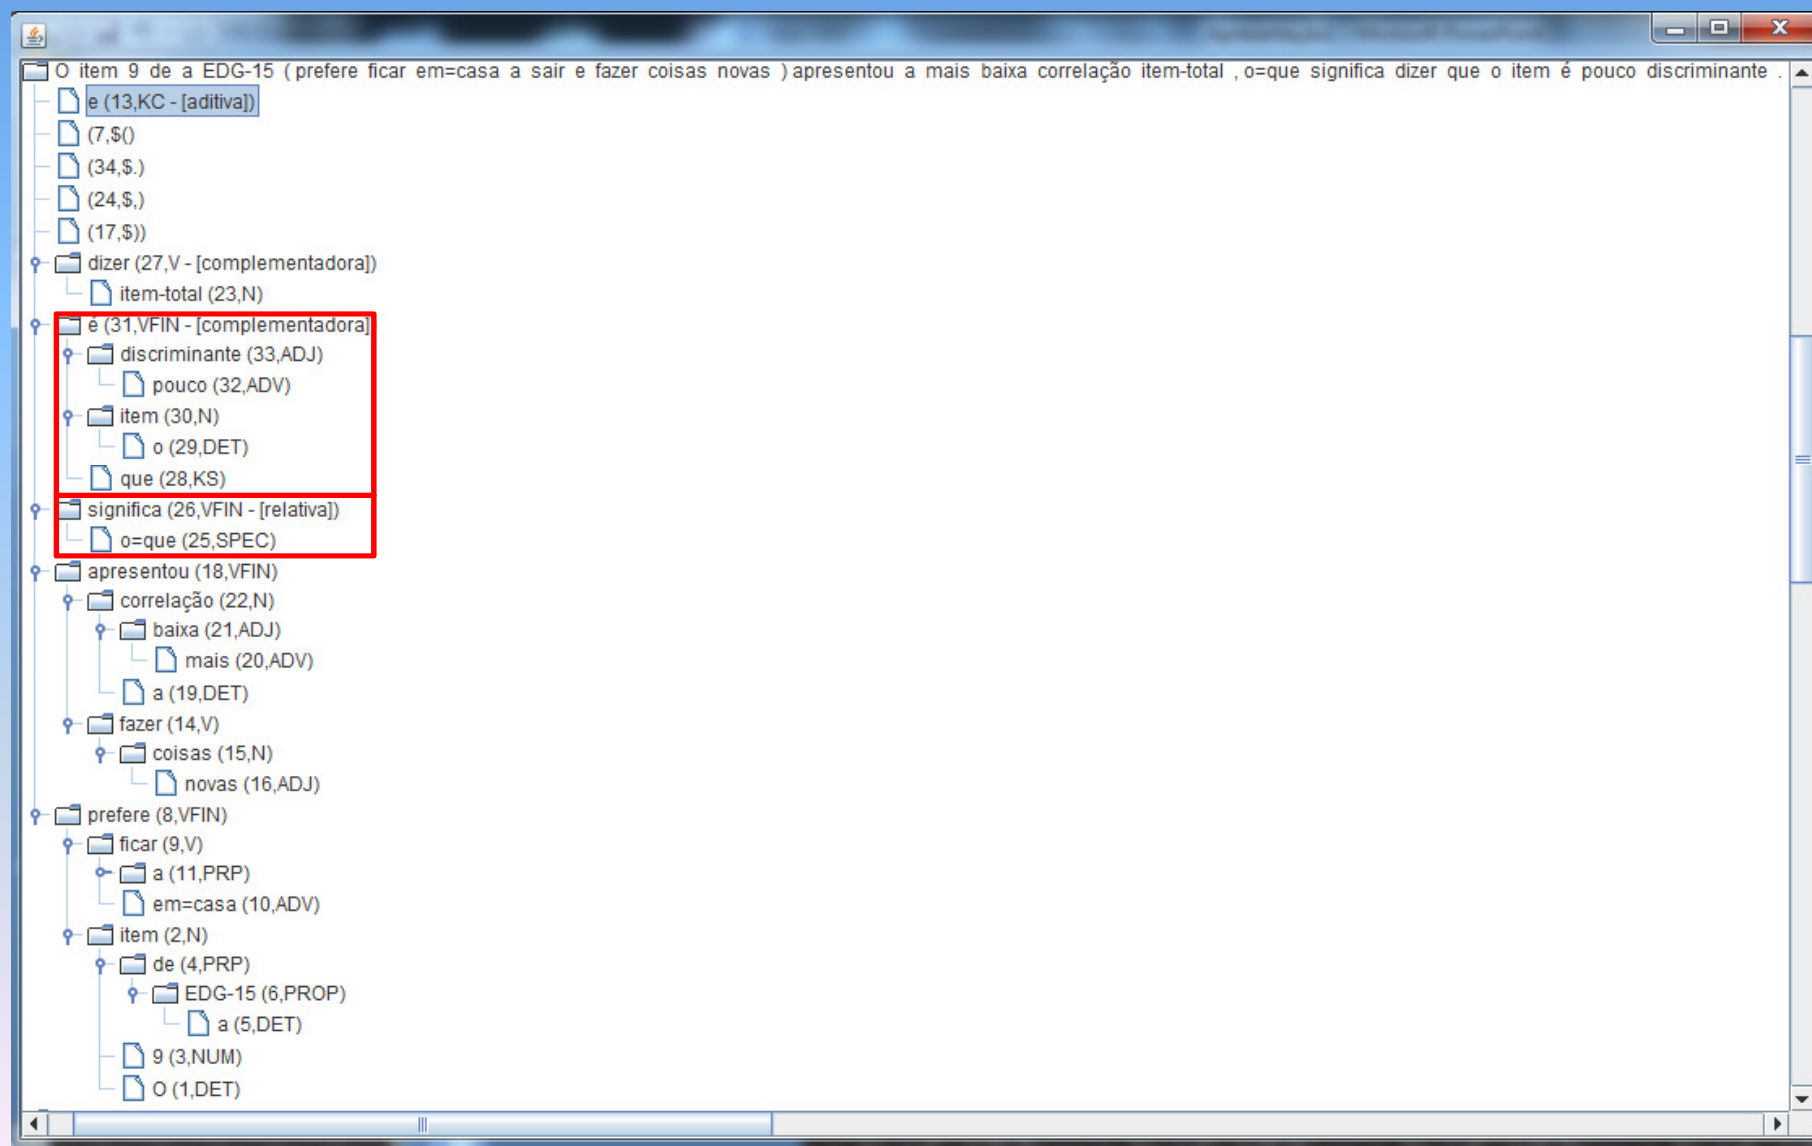 O item 9 de a EDG-15 ( prefere ficar em=casa a sair e fazer coisas novas ) apresentou a mais baixa correlação item-total , o=que significa dizer que o item é pouco discriminante .
e (13,KC - [aditiva])
(7,$()
(34,$.)
(24,$,)
(17,$))
dizer (27,V - [complementadora])
item-total (23,N)
é (31,VFIN - [complementadora]
discriminante (33,ADJ)
pouco (32,ADV)
item (30,N)
o (29,DET)
que (28,KS)
significa (26,VFIN - [relativa])
o=que (25,SPEC)
apresentou (18,VFIN)
correlação (22,N)
baixa (21,ADJ)
mais (20,ADV)
a (19,DET)
fazer (14,V)
coisas (15,N)
novas (16,ADJ)
prefere (8,VFIN)
ficar (9,V)
a (11,PRP)
em=casa (10,ADV)
item (2,N)
de (4,PRP)
EDG-15 (6,PROP)
a (5,DET)
9 (3,NUM)
O (1,DET)